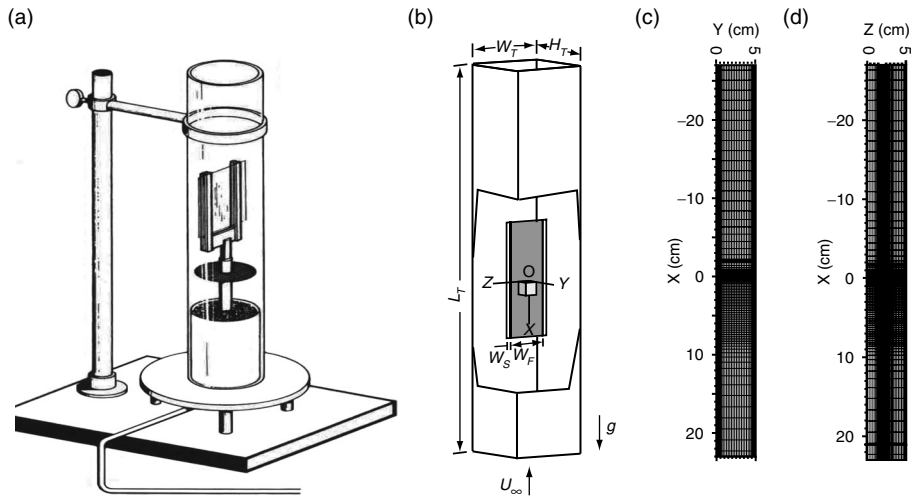 (a)
(b)
W_T
H_T
L_T
O
Z
Y
X
W_S
W_F
g
U_∞
(c)
Y (cm)
0
5
X (cm)
−20
−10
0
10
20
(d)
Z (cm)
0
5
X (cm)
−20
−10
0
10
20